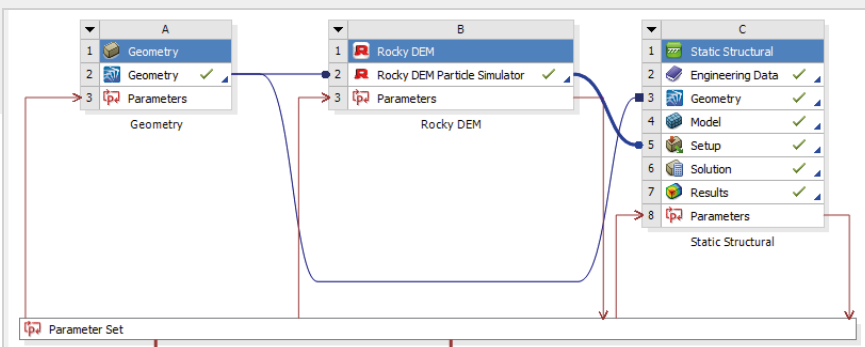 A
1 Geometry
2 Geometry
3 Parameters
Geometry
B
1 Rocky DEM
2 Rocky DEM Particle Simulator
3 Parameters
Rocky DEM
C
1 Static Structural
2 Engineering Data
3 Geometry
4 Model
5 Setup
6 Solution
7 Results
8 Parameters
Static Structural
Parameter Set